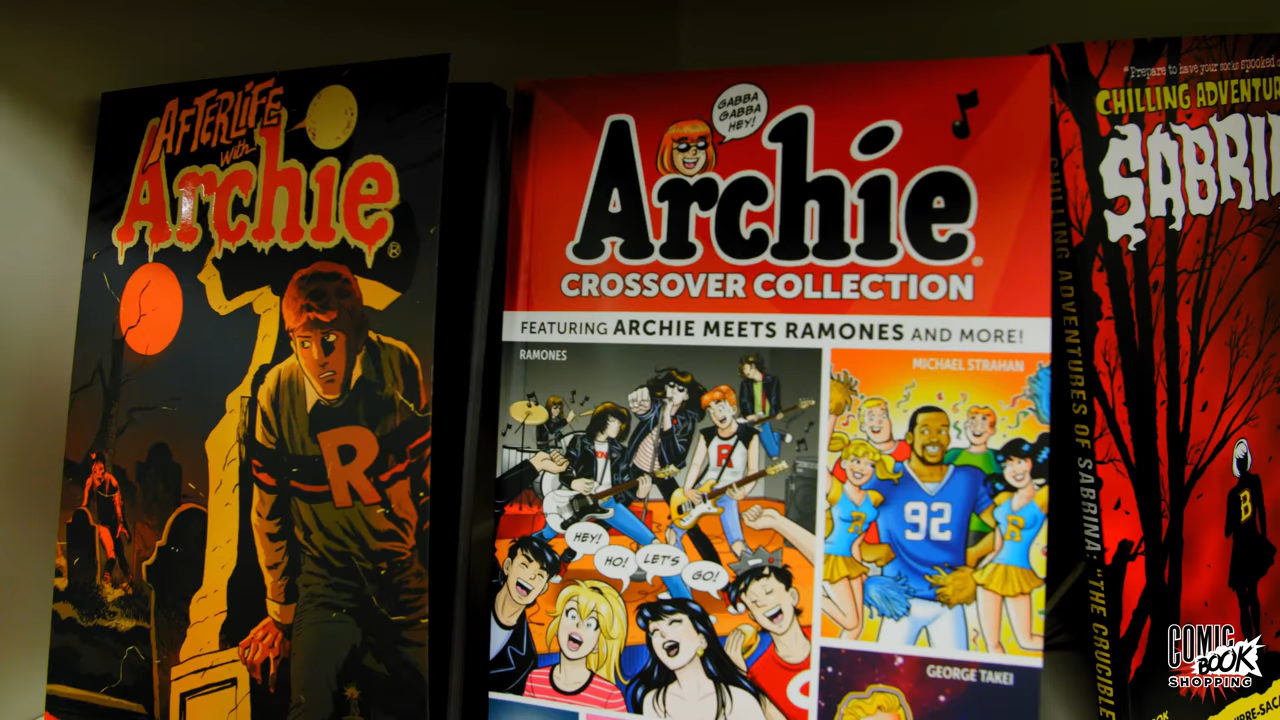 AFTERLIFE
with
Archie
®
R
GABBA
GABBA
HEY!
Archie
CROSSOVER COLLECTION
FEATURING ARCHIE MEETS RAMONES AND MORE!
RAMONES
R
HEY!
HO!
LET'S
GO!
MICHAEL STRAHAN
92
R
R
GEORGE TAKEI
CHILLING ADVENTURES OF SABRINA: "THE CRUCIBLE
"Prepare to have your socks spooked
CHILLING ADVENTUR
SABRI
B
COMIC
BOOK
SHOPPING